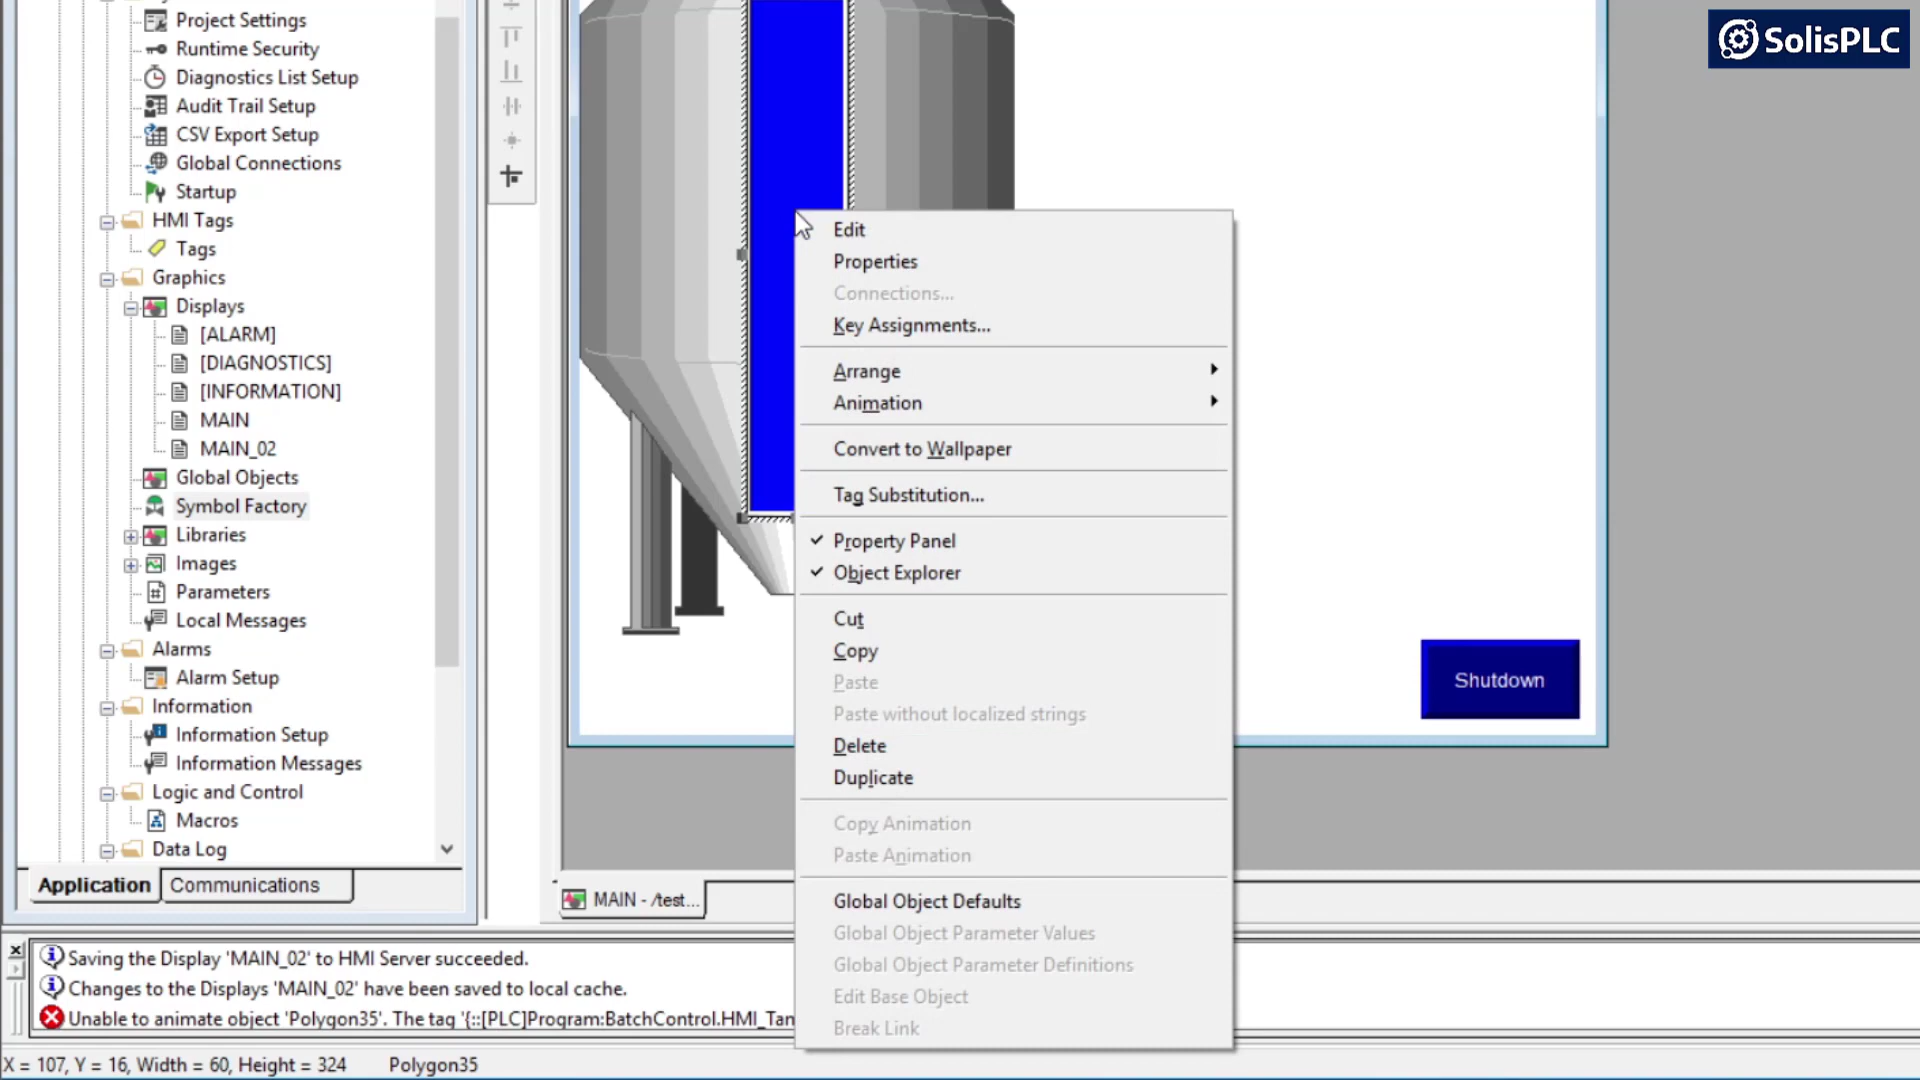 SolisPLC
Project Settings
Runtime Security
Diagnostics List Setup
Audit Trail Setup
CSV Export Setup
Global Connections
Startup
HMI Tags
Tags
Graphics
Displays
[ALARM]
[DIAGNOSTICS]
[INFORMATION]
MAIN
MAIN_02
Global Objects
Symbol Factory
Libraries
Images
Parameters
Local Messages
Alarms
Alarm Setup
Information
Information Setup
Information Messages
Logic and Control
Macros
Data Log
Application
Communications
Edit
Properties
Connections...
Key Assignments...
Arrange
Animation
Convert to Wallpaper
Tag Substitution...
Property Panel
Object Explorer
Cut
Copy
Paste
Paste without localized strings
Delete
Duplicate
Copy Animation
Paste Animation
Global Object Defaults
Global Object Parameter Values
Global Object Parameter Definitions
Edit Base Object
Break Link
Shutdown
MAIN - /test...
Saving the Display 'MAIN_02' to HMI Server succeeded.
Changes to the Displays 'MAIN_02' have been saved to local cache.
Unable to animate object 'Polygon35'. The tag '{::[PLC]Program:BatchControl.HMI_Tan
X = 107, Y = 16, Width = 60, Height = 324 Polygon35